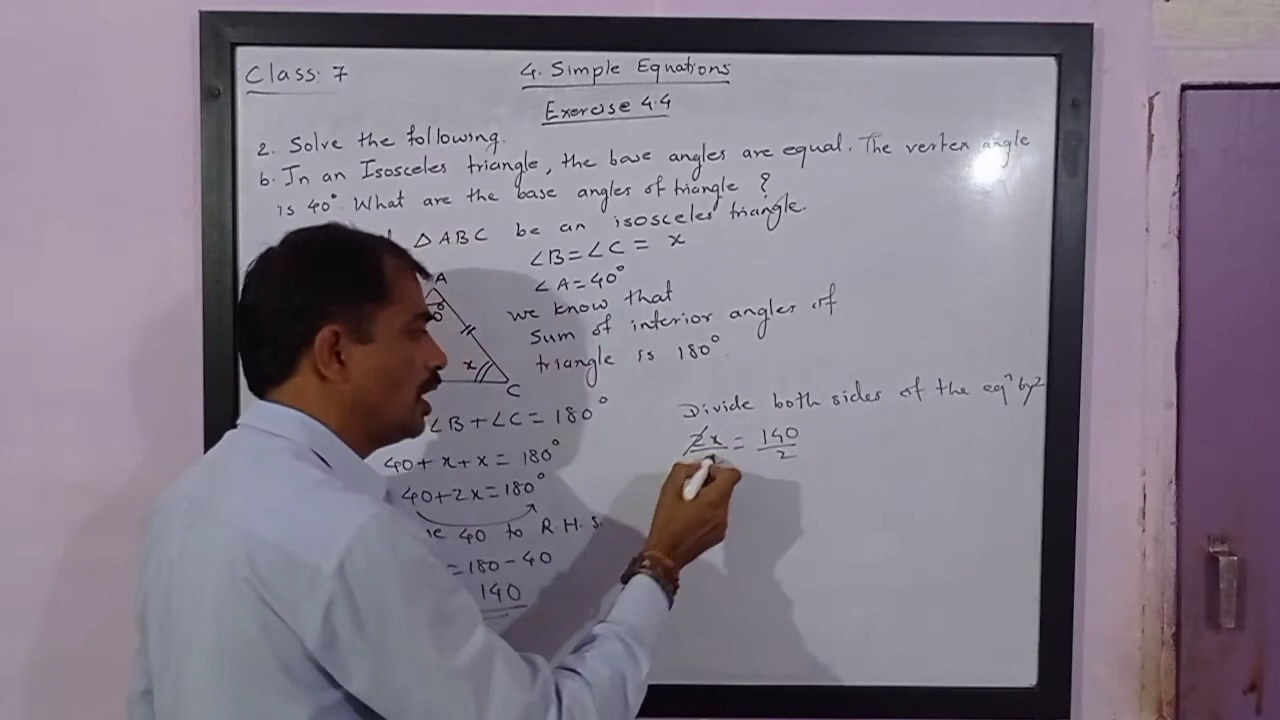 Class: 7
4. Simple Equations
Exercise 4.4
2. Solve the following.
b. In an Isosceles triangle, the base angles are equal. The vertex angle
is 40°. What are the base angles of triangle ?
△ABC be an isosceles triangle.
∠B=∠C= x
∠A=40°
we know that
Sum of interior angles of
triangle is 180°
A
x
C
∠B+∠C=180°
40+x+x=180°
40+2x=180°
40 to R.H.S.
=180-40
140
Divide both sides of the eqⁿ by 2
2x = 140
2